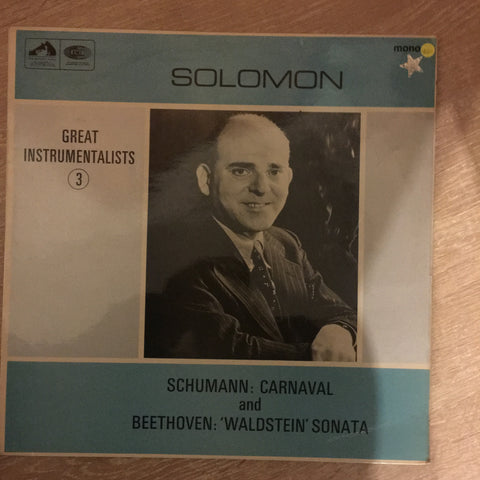 mono
SOLOMON
GREAT
INSTRUMENTALISTS
3
SCHUMANN: CARNAVAL
and
BEETHOVEN: 'WALDSTEIN' SONATA